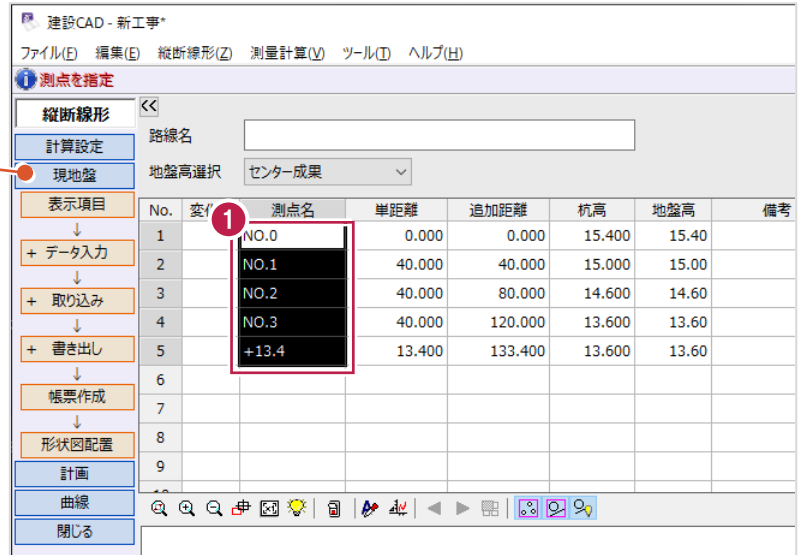 建設CAD - 新工事*
ファイル(F) 編集(E) 縦断線形(Z) 測量計算(V) ツール(T) ヘルプ(H)
測点を指定
縦断線形
計算設定
現地盤
表示項目
↓
+ データ入力
↓
+ 取り込み
↓
+ 書き出し
↓
帳票作成
↓
形状図配置
計画
曲線
閉じる
<<
路線名
地盤高選択 センター成果
No. 測点名 単距離 追加距離 杭高 地盤高 備考
1
1 NO.0 0.000 0.000 15.400 15.40
2 NO.1 40.000 40.000 15.000 15.00
3 NO.2 40.000 80.000 14.600 14.60
4 NO.3 40.000 120.000 13.600 13.60
5 +13.4 13.400 133.400 13.600 13.60
6
7
8
9